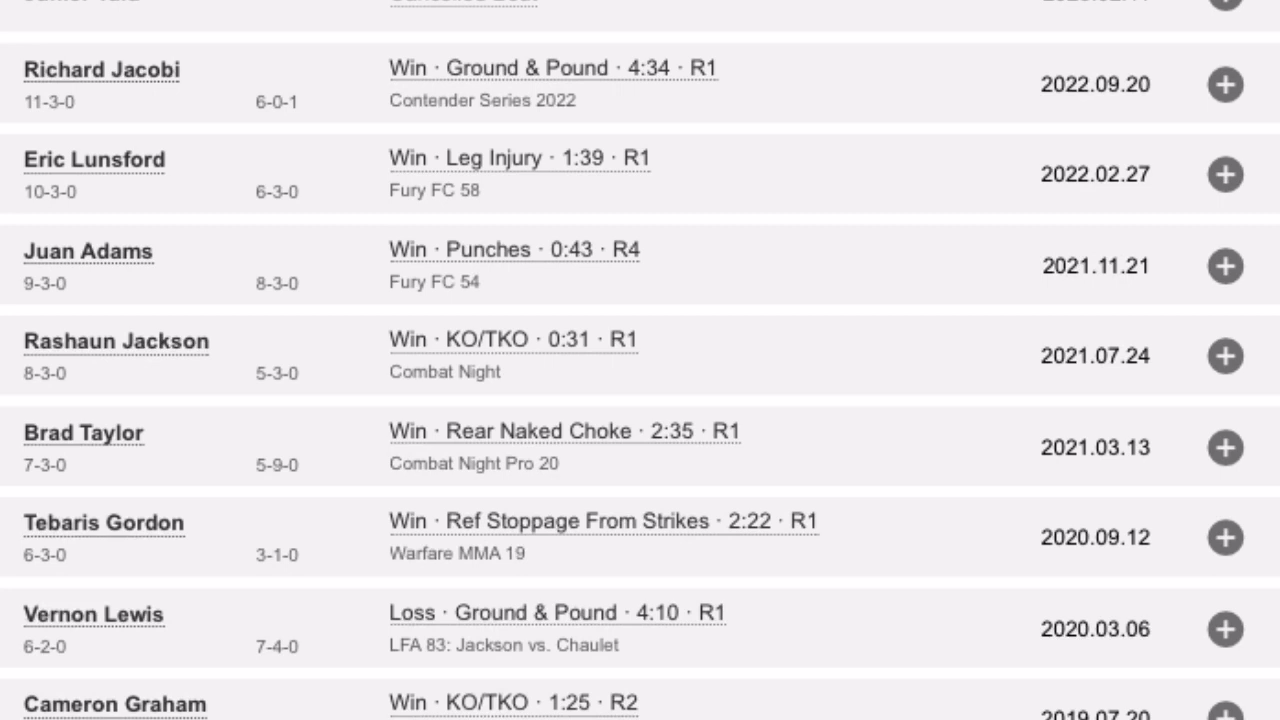 Richard Jacobi Win · Ground & Pound · 4:34 · R1 2022.09.20
11-3-0 6-0-1 Contender Series 2022
Eric Lunsford Win · Leg Injury · 1:39 · R1 2022.02.27
10-3-0 6-3-0 Fury FC 58
Juan Adams Win · Punches · 0:43 · R4 2021.11.21
9-3-0 8-3-0 Fury FC 54
Rashaun Jackson Win · KO/TKO · 0:31 · R1 2021.07.24
8-3-0 5-3-0 Combat Night
Brad Taylor Win · Rear Naked Choke · 2:35 · R1 2021.03.13
7-3-0 5-9-0 Combat Night Pro 20
Tebaris Gordon Win · Ref Stoppage From Strikes · 2:22 · R1 2020.09.12
6-3-0 3-1-0 Warfare MMA 19
Vernon Lewis Loss · Ground & Pound · 4:10 · R1 2020.03.06
6-2-0 7-4-0 LFA 83: Jackson vs. Chaulet
Cameron Graham Win · KO/TKO · 1:25 · R2 2019.07.20